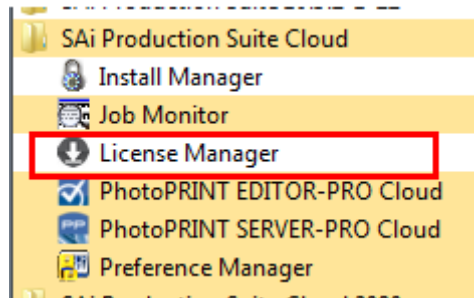 SAi Production Suite Cloud
Install Manager
Job Monitor
License Manager
PhotoPRINT EDITOR-PRO Cloud
PhotoPRINT SERVER-PRO Cloud
Preference Manager